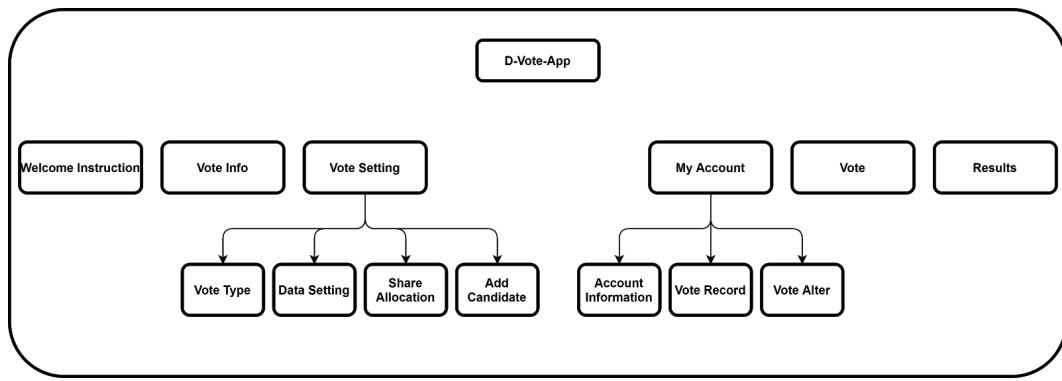 D-Vote-App
Welcome Instruction
Vote Info
Vote Setting
My Account
Vote
Results
Vote Type
Data Setting
Share
Allocation
Add
Candidate
Account
Information
Vote Record
Vote Alter